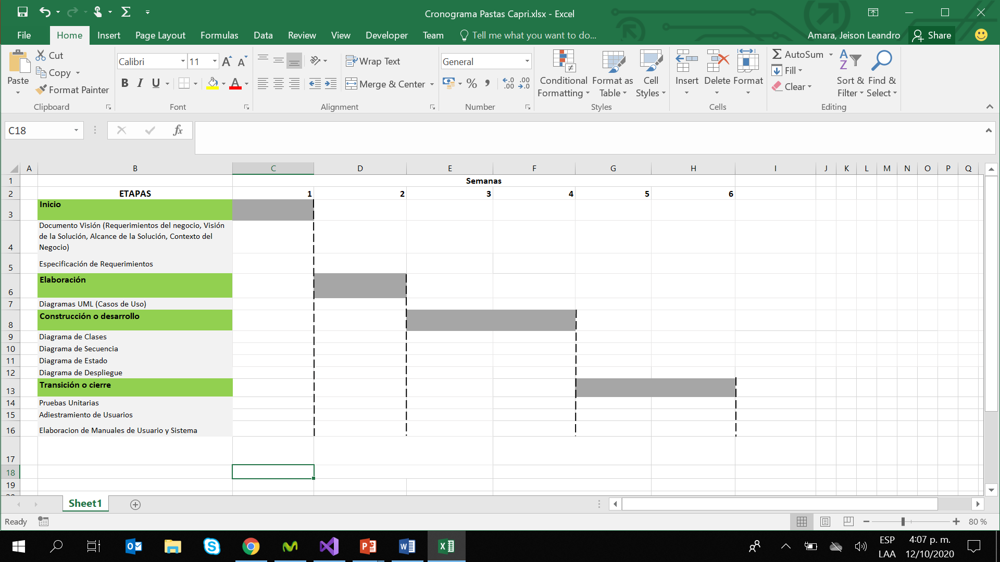 Cronograma Pastas Capri.xlsx - Excel
File Home Insert Page Layout Formulas Data Review View Developer Team Tell me what you want to do... Amara, Jeison Leandro Share
Paste
Cut
Copy
Format Painter
Clipboard
Calibri 11
B I U
Font
Wrap Text
Merge & Center
Alignment
General
% , .00 .00
Number
Conditional Formatting
Format as Table
Cell Styles
Styles
Insert Delete Format
Cells
AutoSum
Fill
Clear
Sort & Filter
Find & Select
Editing
C18 fx
A B C D E F G H I J K L M N O P Q
1 Semanas
2 ETAPAS 1 2 3 4 5 6
3 Inicio
4 Documento Visión (Requerimientos del negocio, Visión
de la Solución, Alcance de la Solución, Contexto del
Negocio)
5 Especificación de Requerimientos
6 Elaboración
7 Diagramas UML (Casos de Uso)
8 Construcción o desarrollo
9 Diagrama de Clases
10 Diagrama de Secuencia
11 Diagrama de Estado
12 Diagrama de Despliegue
13 Transición o cierre
14 Pruebas Unitarias
15 Adiestramiento de Usuarios
16 Elaboracion de Manuales de Usuario y Sistema
17
18
19
Sheet1
Ready 80 %
ESP 4:07 p. m.
LAA 12/10/2020